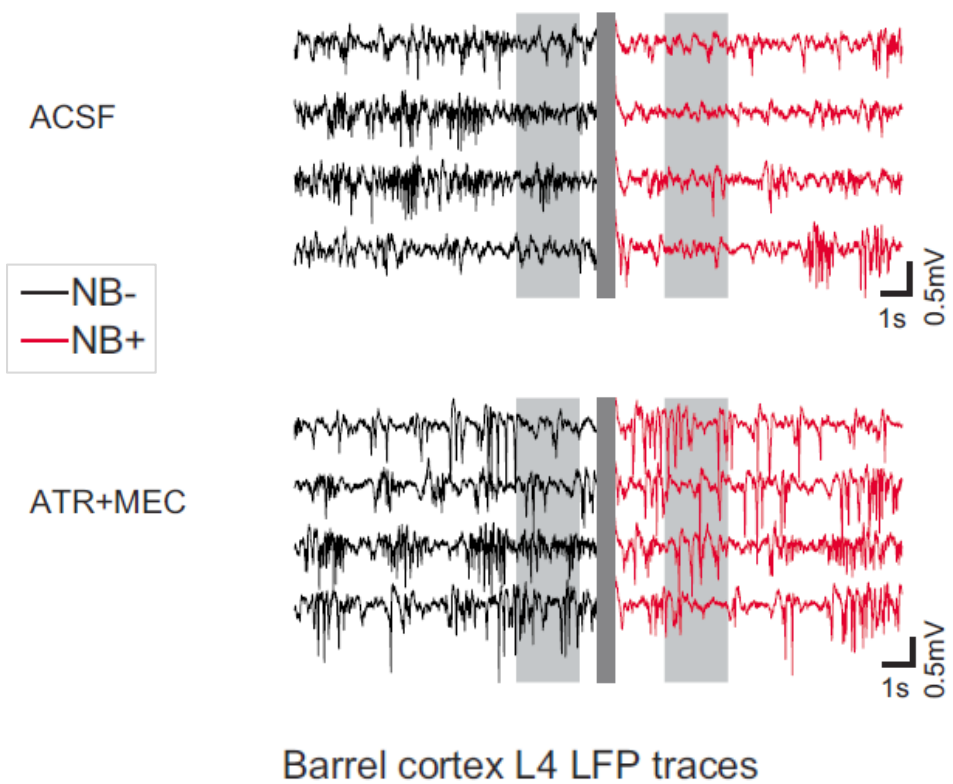 ACSF
NB-
NB+
1s
0.5mV
ATR+MEC
1s
0.5mV
Barrel cortex L4 LFP traces